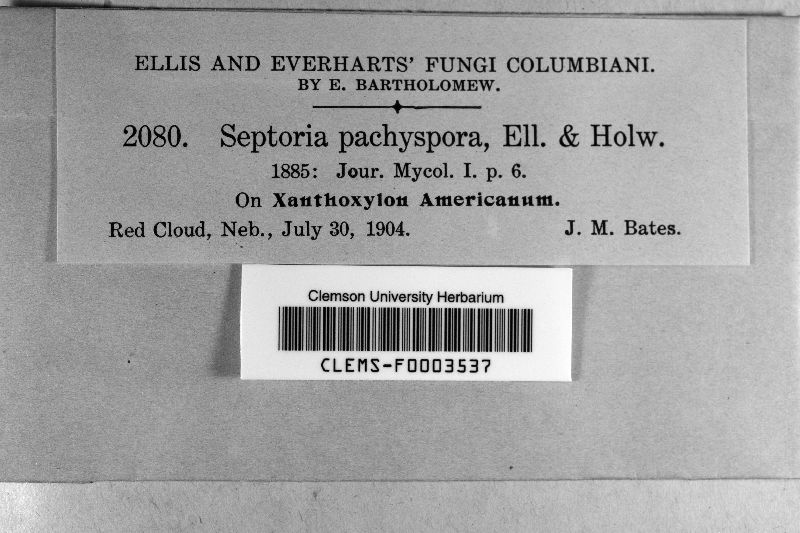 ELLIS AND EVERHARTS' FUNGI COLUMBIANI.
BY E. BARTHOLOMEW.
2080. Septoria pachyspora, Ell. & Holw.
1885: Jour. Mycol. I. p. 6.
On Xanthoxylon Americanum.
Red Cloud, Neb., July 30, 1904. J. M. Bates.
Clemson University Herbarium
CLEMS-F0003537